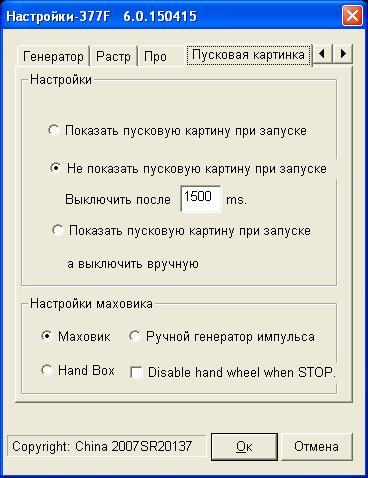 Настройки-377F 6.0.150415
Генератор Растр Про Пусковая картинка
Настройки
Показать пусковую картину при запуске
Не показать пусковую картину при запуске
Выключить после 1500 ms.
Показать пусковую картину при запуске
а выключить вручную
Настройки маховика
Маховик Ручной генератор импульса
Hand Box Disable hand wheel when STOP.
Copyright: China 2007SR20137 Ок Отмена